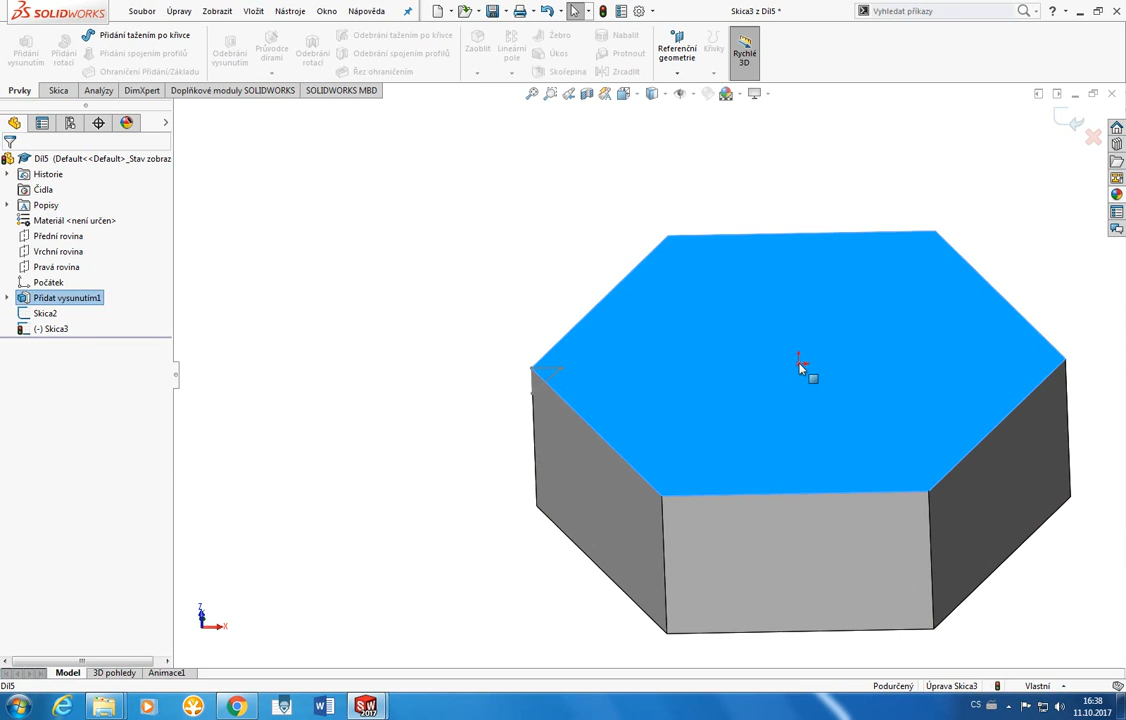 SOLIDWORKS Soubor Úpravy Zobrazit Vložit Nástroje Okno Nápověda Skica3 z Díl5 * Vyhledat příkazy ?
Přidání vysunutím
Přidání rotací
Přidání tažením po křivce
Přidání spojením profilů
Ohraničení Přidání/Základu
Odebrání vysunutím
Průvodce dírami
Odebrání rotací
Odebrání tažením po křivce
Odebrání spojením profilů
Řez ohraničením
Zaoblit
Lineární pole
Žebro
Úkos
Skořepina
Nabalit
Protnout
Zrcadlit
Referenční geometrie
Křivky
Rychlé 3D
Prvky Skica Analýzy DimXpert Doplňkové moduly SOLIDWORKS SOLIDWORKS MBD
Díl5 (Default<<Default>_Stav zobraz
Historie
Čidla
Popisy
Materiál <není určen>
Přední rovina
Vrchní rovina
Pravá rovina
Počátek
Přidat vysunutím1
Skica2
(-) Skica3
Z
X
Model 3D pohledy Animace1
Díl5 Podurčený Úprava Skica3 Vlastní
SW 2017
CS 16:38
11.10.2017